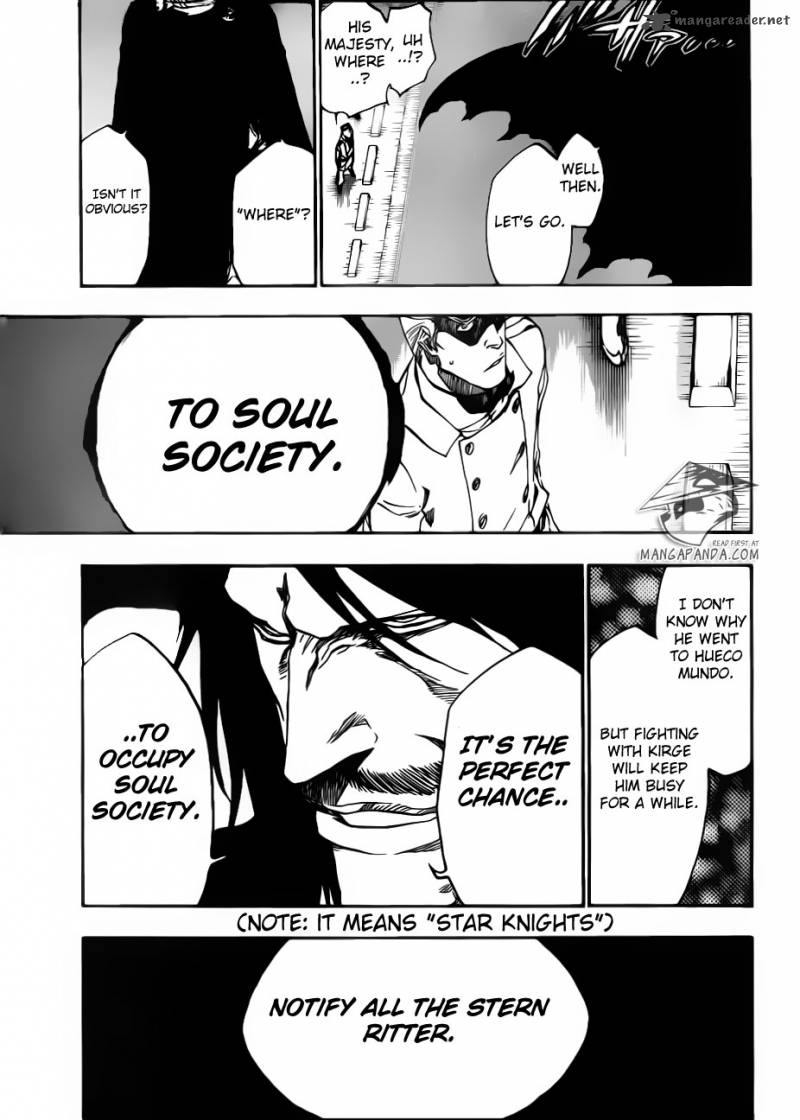 mangareader.net
WELL
THEN.
LET'S GO.
UH
..!?
HIS
MAJESTY,
WHERE
..?
"WHERE"?
ISN'T IT
OBVIOUS?
TO SOUL
SOCIETY.
READ FIRST AT
MANGAPANDA.COM
I DON'T
KNOW WHY
HE WENT
TO HUECO
MUNDO.
BUT FIGHTING
WITH KIRGE
WILL KEEP
HIM BUSY
FOR A WHILE.
IT'S THE
PERFECT
CHANCE..
..TO
OCCUPY
SOUL
SOCIETY.
(NOTE: IT MEANS "STAR KNIGHTS")
NOTIFY ALL THE STERN
RITTER.